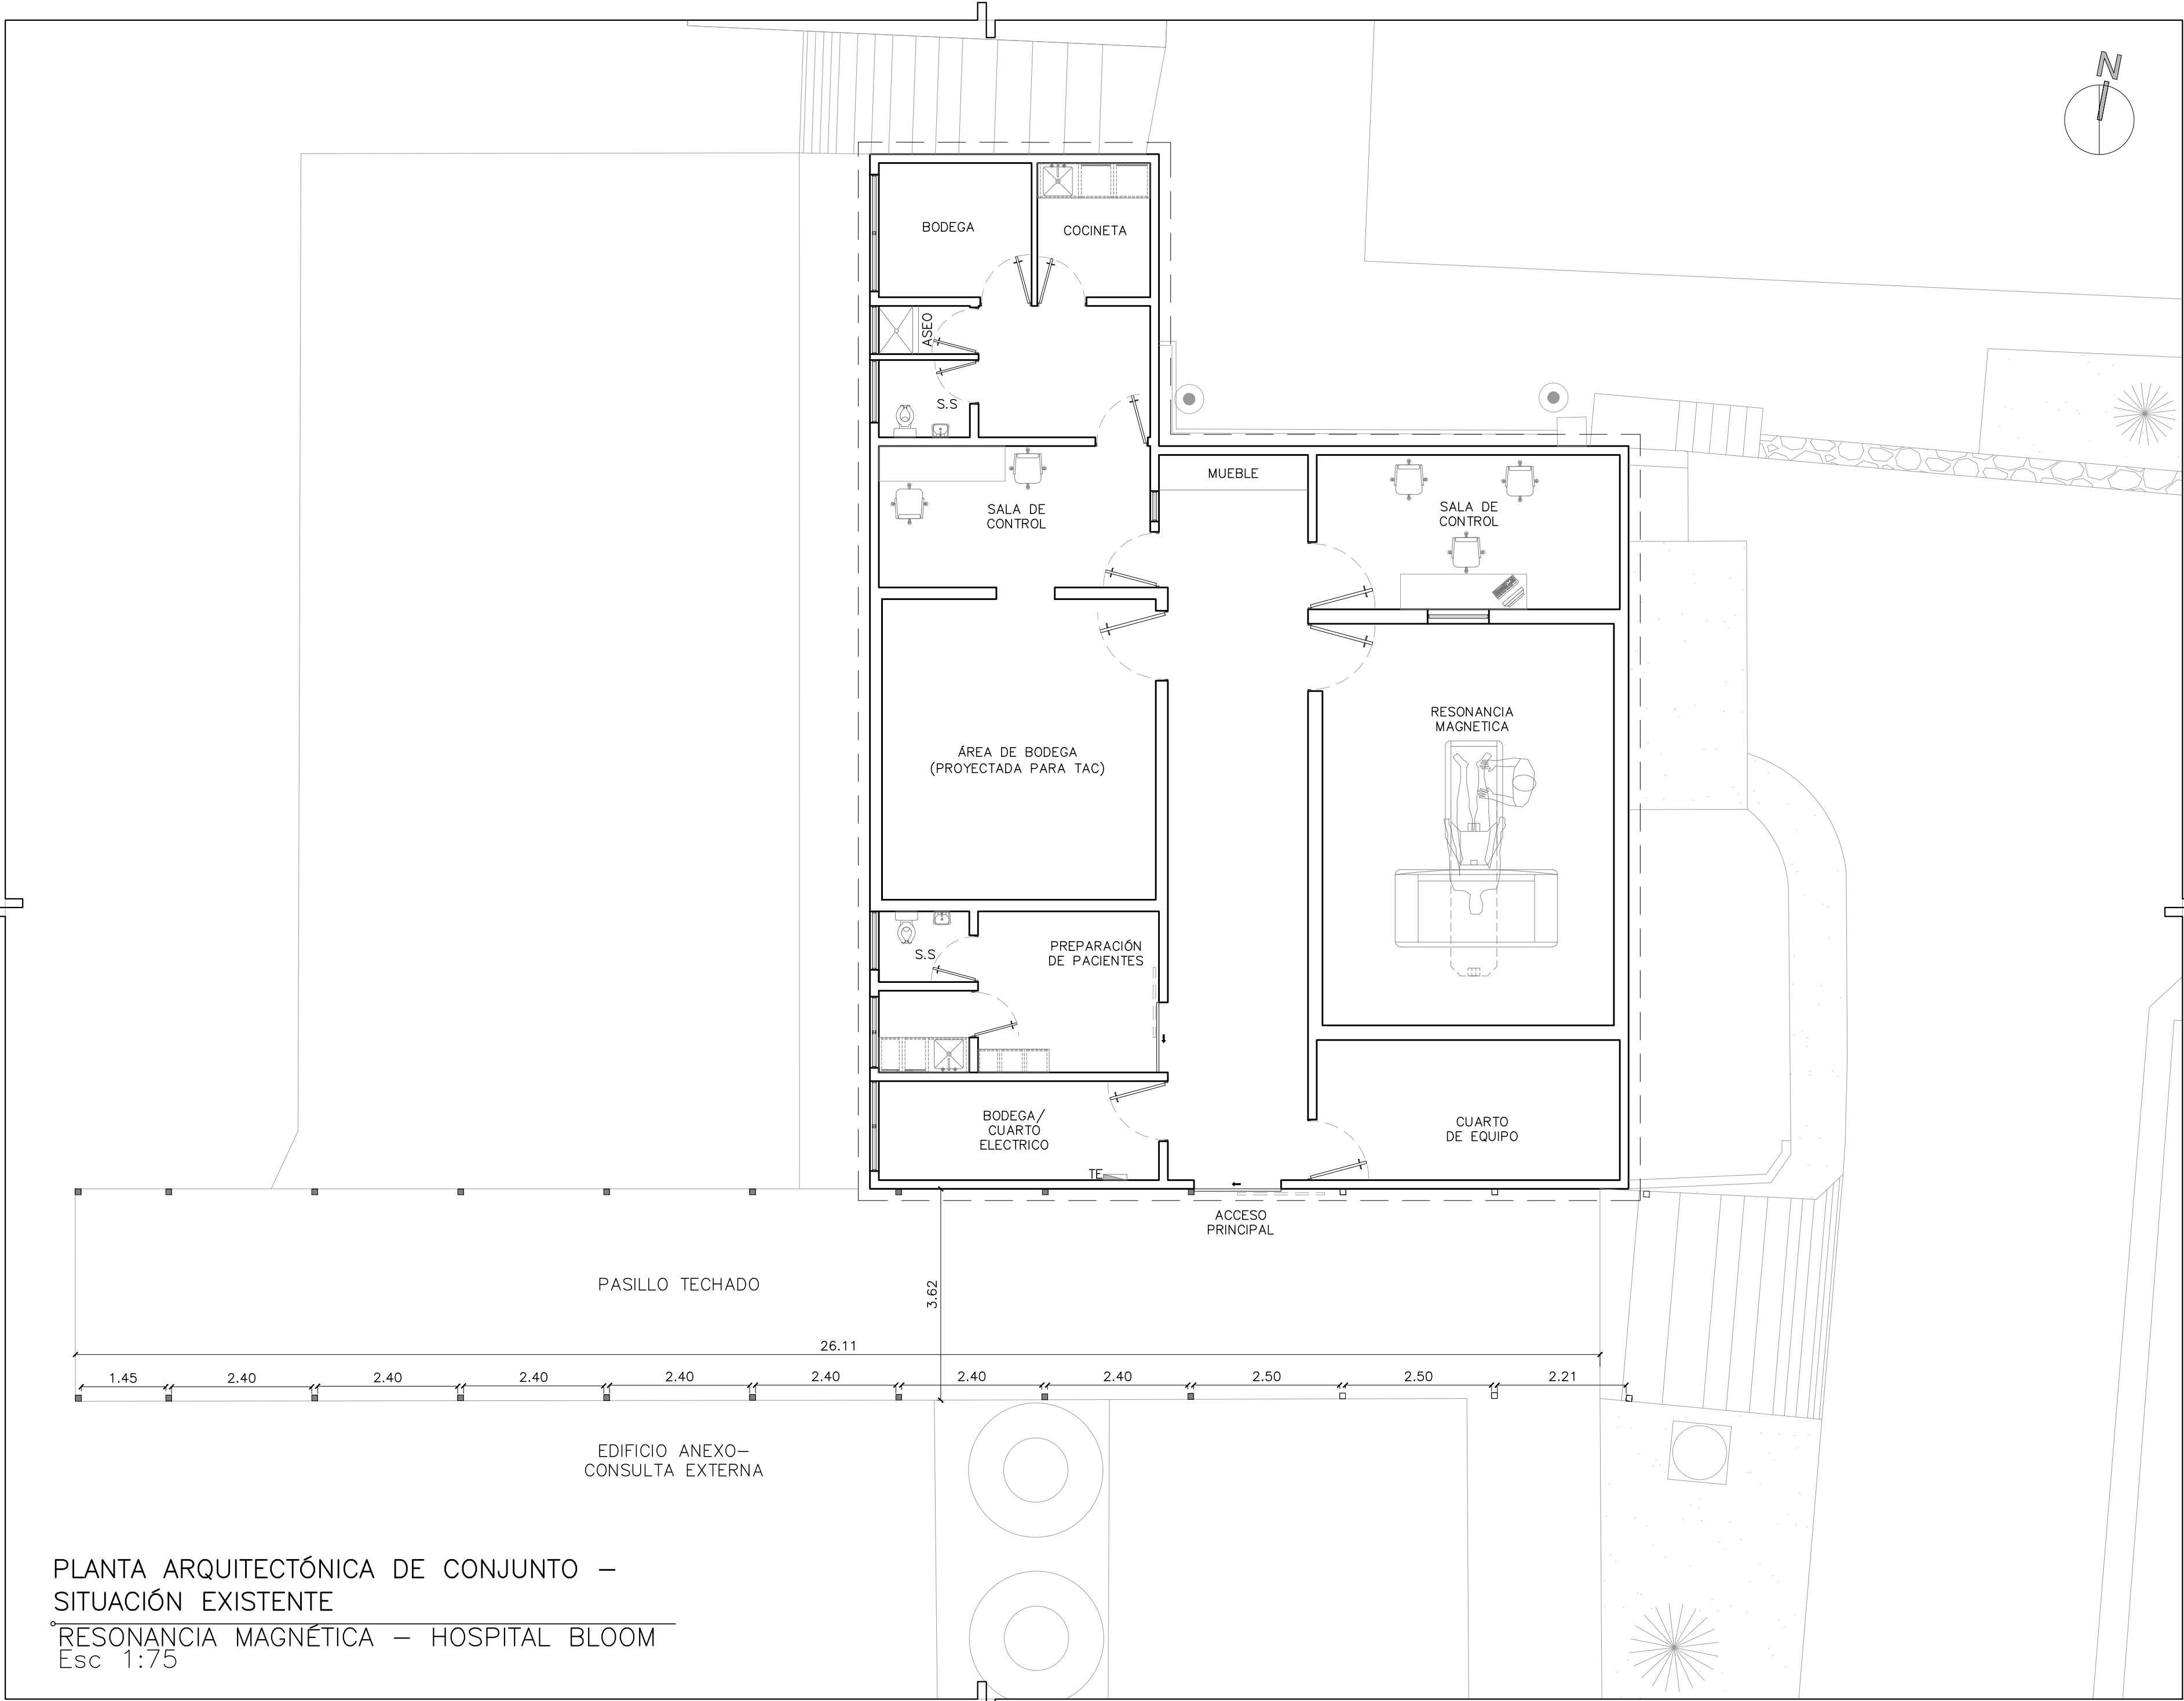 N
BODEGA
COCINETA
ASEO
S.S
MUEBLE
SALA DE
CONTROL
SALA DE
CONTROL
RESONANCIA
MAGNETICA
ÁREA DE BODEGA
(PROYECTADA PARA TAC)
PREPARACIÓN
DE PACIENTES
S.S
BODEGA/
CUARTO
ELECTRICO
CUARTO
DE EQUIPO
TE
ACCESO
PRINCIPAL
PASILLO TECHADO
3.62
26.11
1.45 2.40 2.40 2.40 2.40 2.40 2.40 2.40 2.50 2.50 2.21
EDIFICIO ANEXO–
CONSULTA EXTERNA
PLANTA ARQUITECTÓNICA DE CONJUNTO –
SITUACIÓN EXISTENTE
RESONANCIA MAGNÉTICA – HOSPITAL BLOOM
Esc 1:75